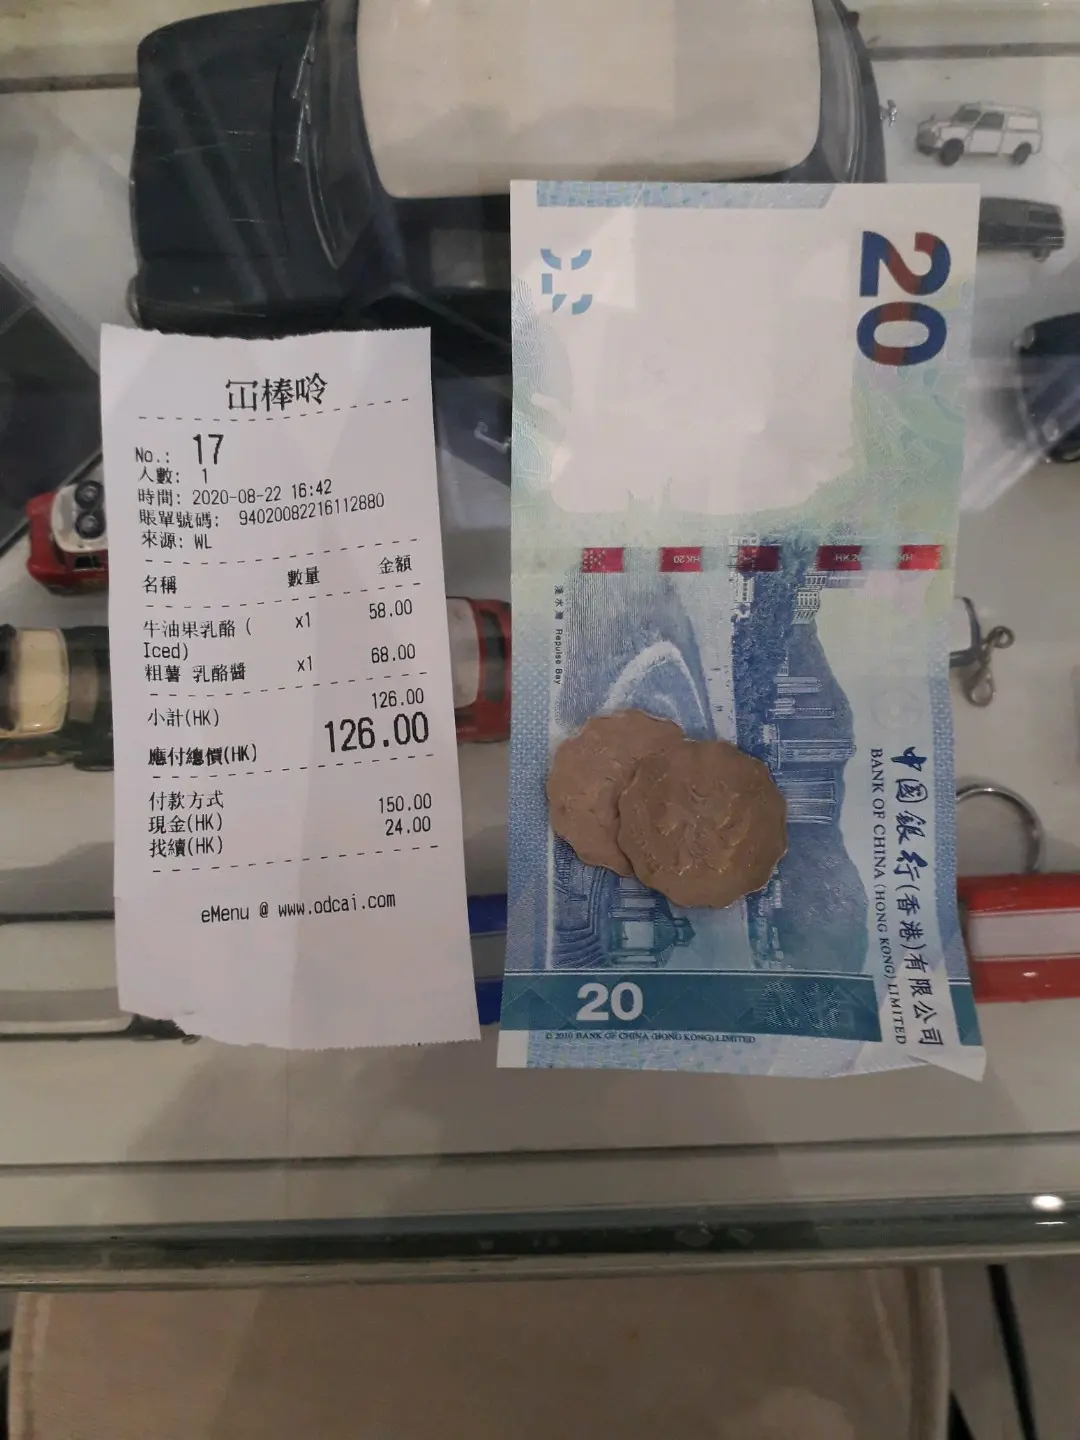 冚棒唥
No.: 17
人數: 1
時間: 2020-08-22 16:42
賬單號碼: 94020082216112880
來源: WL
名稱 數量 金額
牛油果乳酪 ( x1 58.00
Iced)
粗薯 乳酪醬 x1 68.00
小計(HK) 126.00
應付總價(HK) 126.00
付款方式
現金(HK) 150.00
找續(HK) 24.00
eMenu @ www.odcai.com
20
HK20
淺水灣 Repulse Bay
中國銀行(香港)有限公司
BANK OF CHINA (HONG KONG) LIMITED
20
© 2010 BANK OF CHINA (HONG KONG) LIMITED